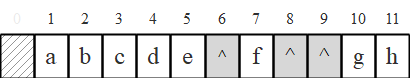 0 1 2 3 4 5 6 7 8 9 10 11
a b c d e ^ f ^ ^ g h